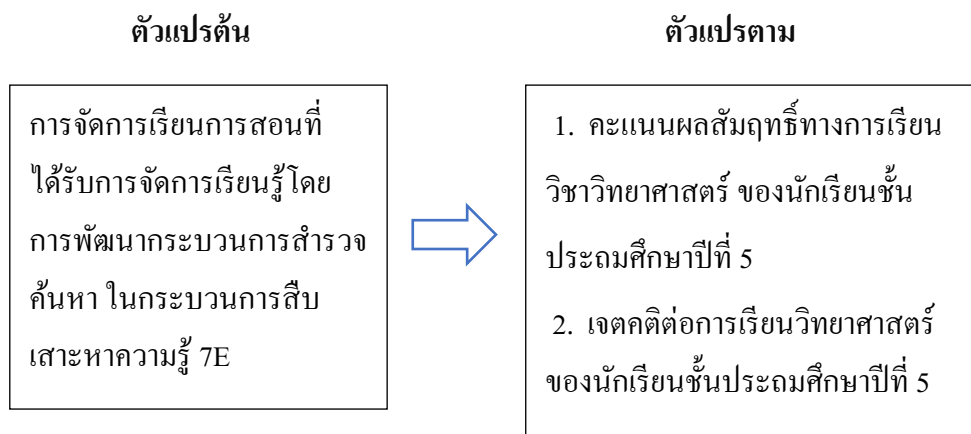 ตัวแปรต้น
ตัวแปรตาม
การจัดการเรียนการสอนที่
ได้รับการจัดการเรียนรู้โดย
การพัฒนากระบวนการสำรวจ
ค้นหา ในกระบวนการสืบ
เสาะหาความรู้ 7E
1. คะแนนผลสัมฤทธิ์ทางการเรียน
วิชาวิทยาศาสตร์ ของนักเรียนชั้น
ประถมศึกษาปีที่ 5
2. เจตคติต่อการเรียนวิทยาศาสตร์
ของนักเรียนชั้นประถมศึกษาปีที่ 5